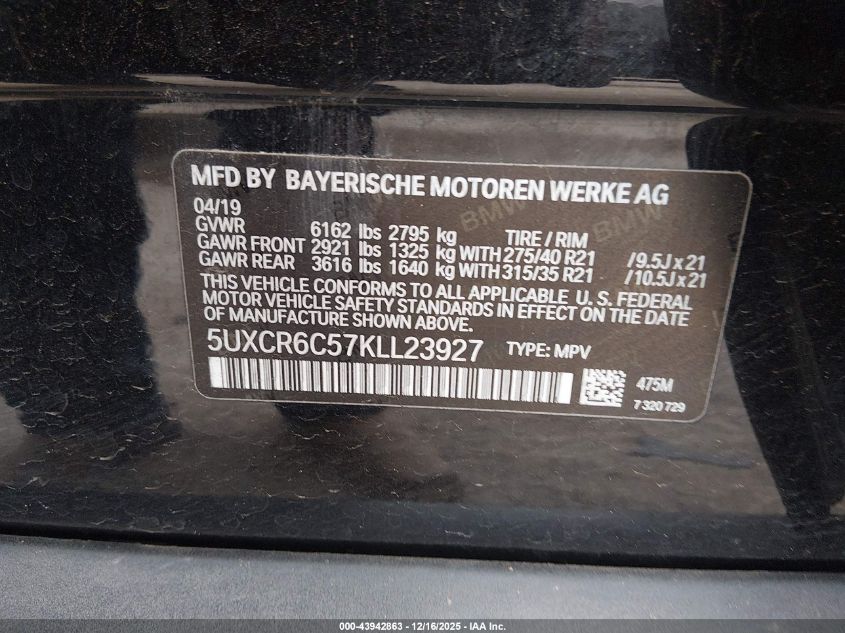 MFD BY BAYERISCHE MOTOREN WERKE AG
04/19
GVWR 6162 lbs 2795 kg TIRE / RIM
GAWR FRONT 2921 lbs 1325 kg WITH 275/40 R21 /9.5J x 21
GAWR REAR 3616 lbs 1640 kg WITH 315/35 R21 /10.5J x 21
THIS VEHICLE CONFORMS TO ALL APPLICABLE U. S. FEDERAL
MOTOR VEHICLE SAFETY STANDARDS IN EFFECT ON THE DATE
OF MANUFACTURE SHOWN ABOVE.
5UXCR6C57KLL23927 TYPE: MPV
475M
7 320 729
000-43942863 | 12/16/2025 | IAA Inc.